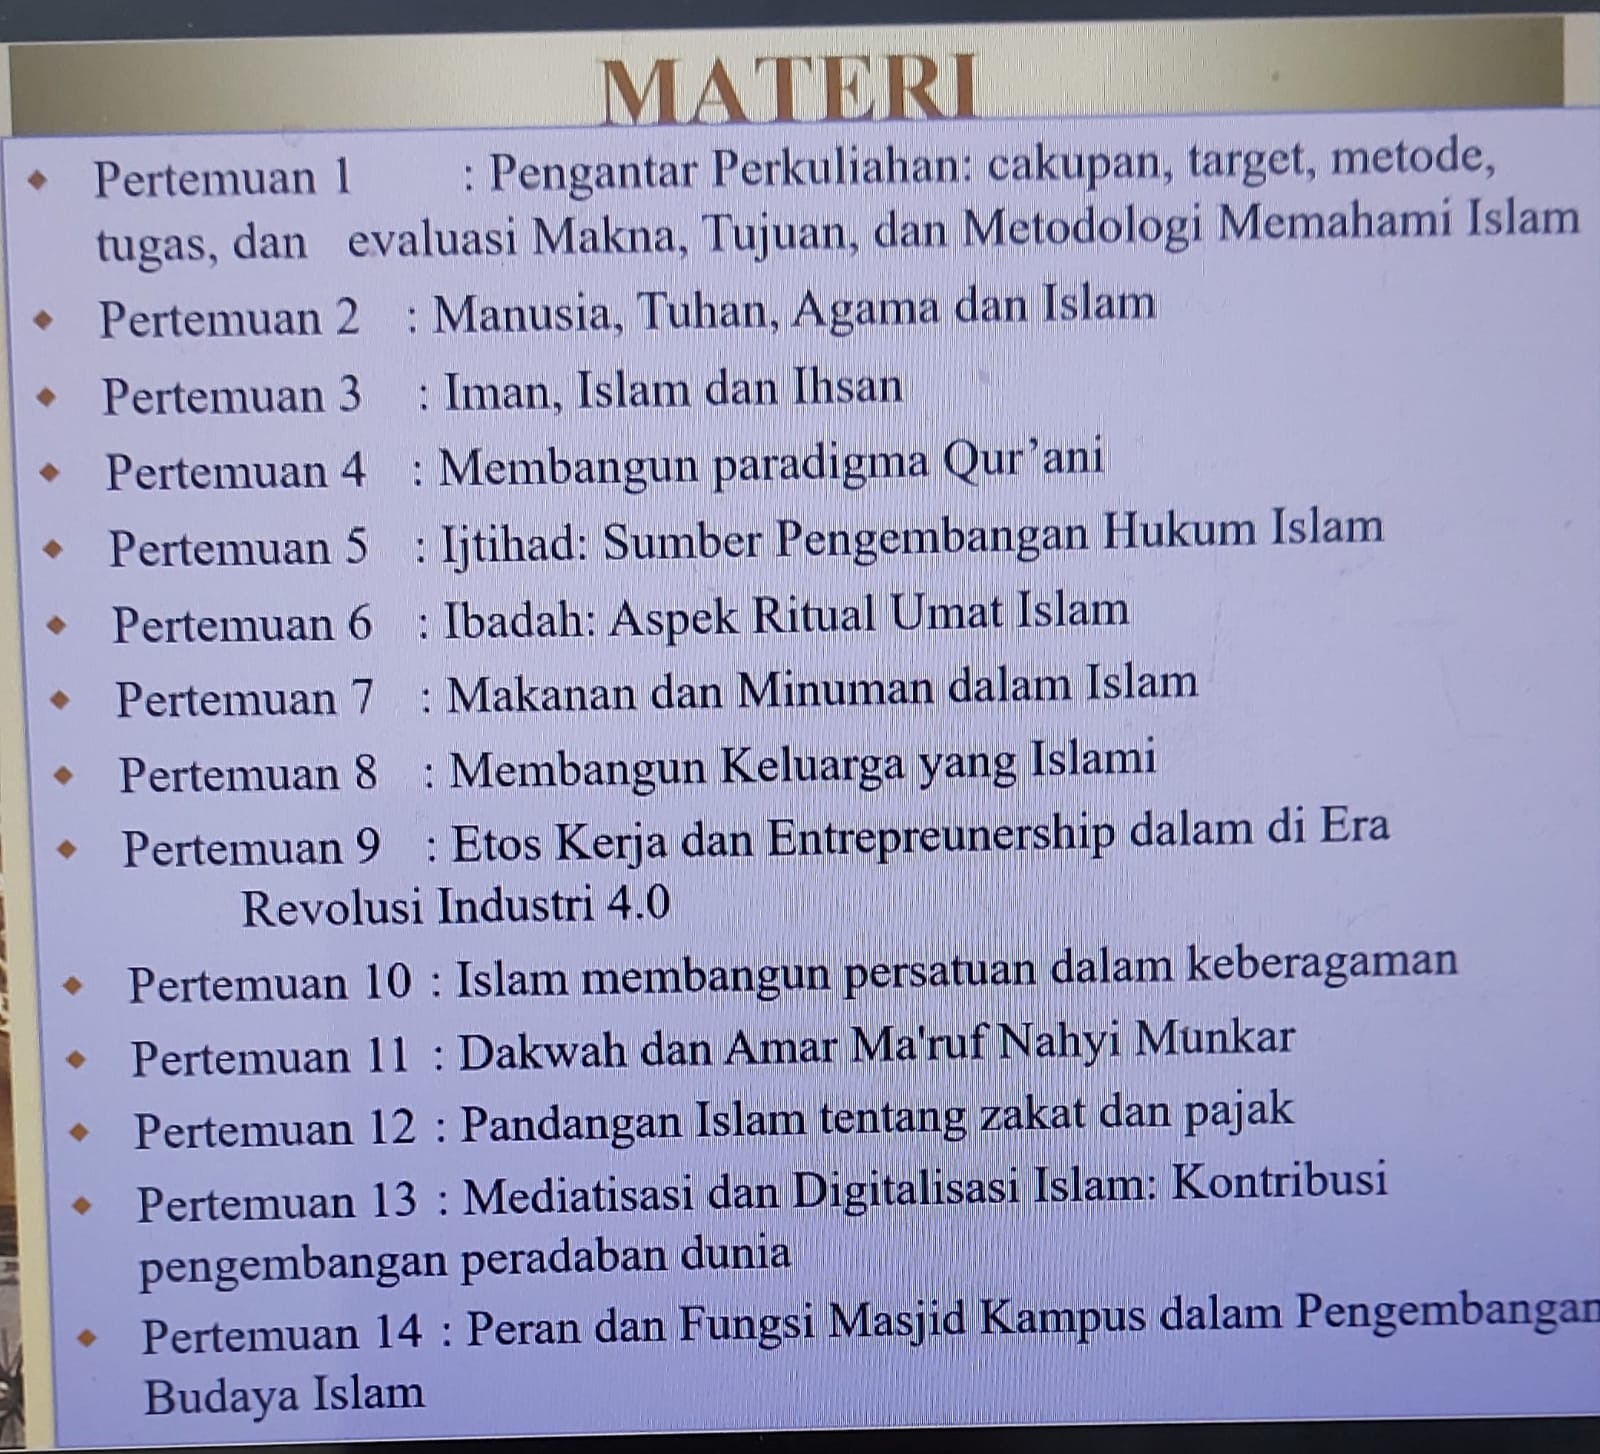 MATERI
Pertemuan 1 : Pengantar Perkuliahan: cakupan, target, metode,
tugas, dan evaluasi Makna, Tujuan, dan Metodologi Memahami Islam
Pertemuan 2 : Manusia, Tuhan, Agama dan Islam
Pertemuan 3 : Iman, Islam dan Ihsan
Pertemuan 4 : Membangun paradigma Qur’ani
Pertemuan 5 : Ijtihad: Sumber Pengembangan Hukum Islam
Pertemuan 6 : Ibadah: Aspek Ritual Umat Islam
Pertemuan 7 : Makanan dan Minuman dalam Islam
Pertemuan 8 : Membangun Keluarga yang Islami
Pertemuan 9 : Etos Kerja dan Entrepreunership dalam di Era
Revolusi Industri 4.0
Pertemuan 10 : Islam membangun persatuan dalam keberagaman
Pertemuan 11 : Dakwah dan Amar Ma'ruf Nahyi Munkar
Pertemuan 12 : Pandangan Islam tentang zakat dan pajak
Pertemuan 13 : Mediatisasi dan Digitalisasi Islam: Kontribusi
pengembangan peradaban dunia
Pertemuan 14 : Peran dan Fungsi Masjid Kampus dalam Pengembangan
Budaya Islam